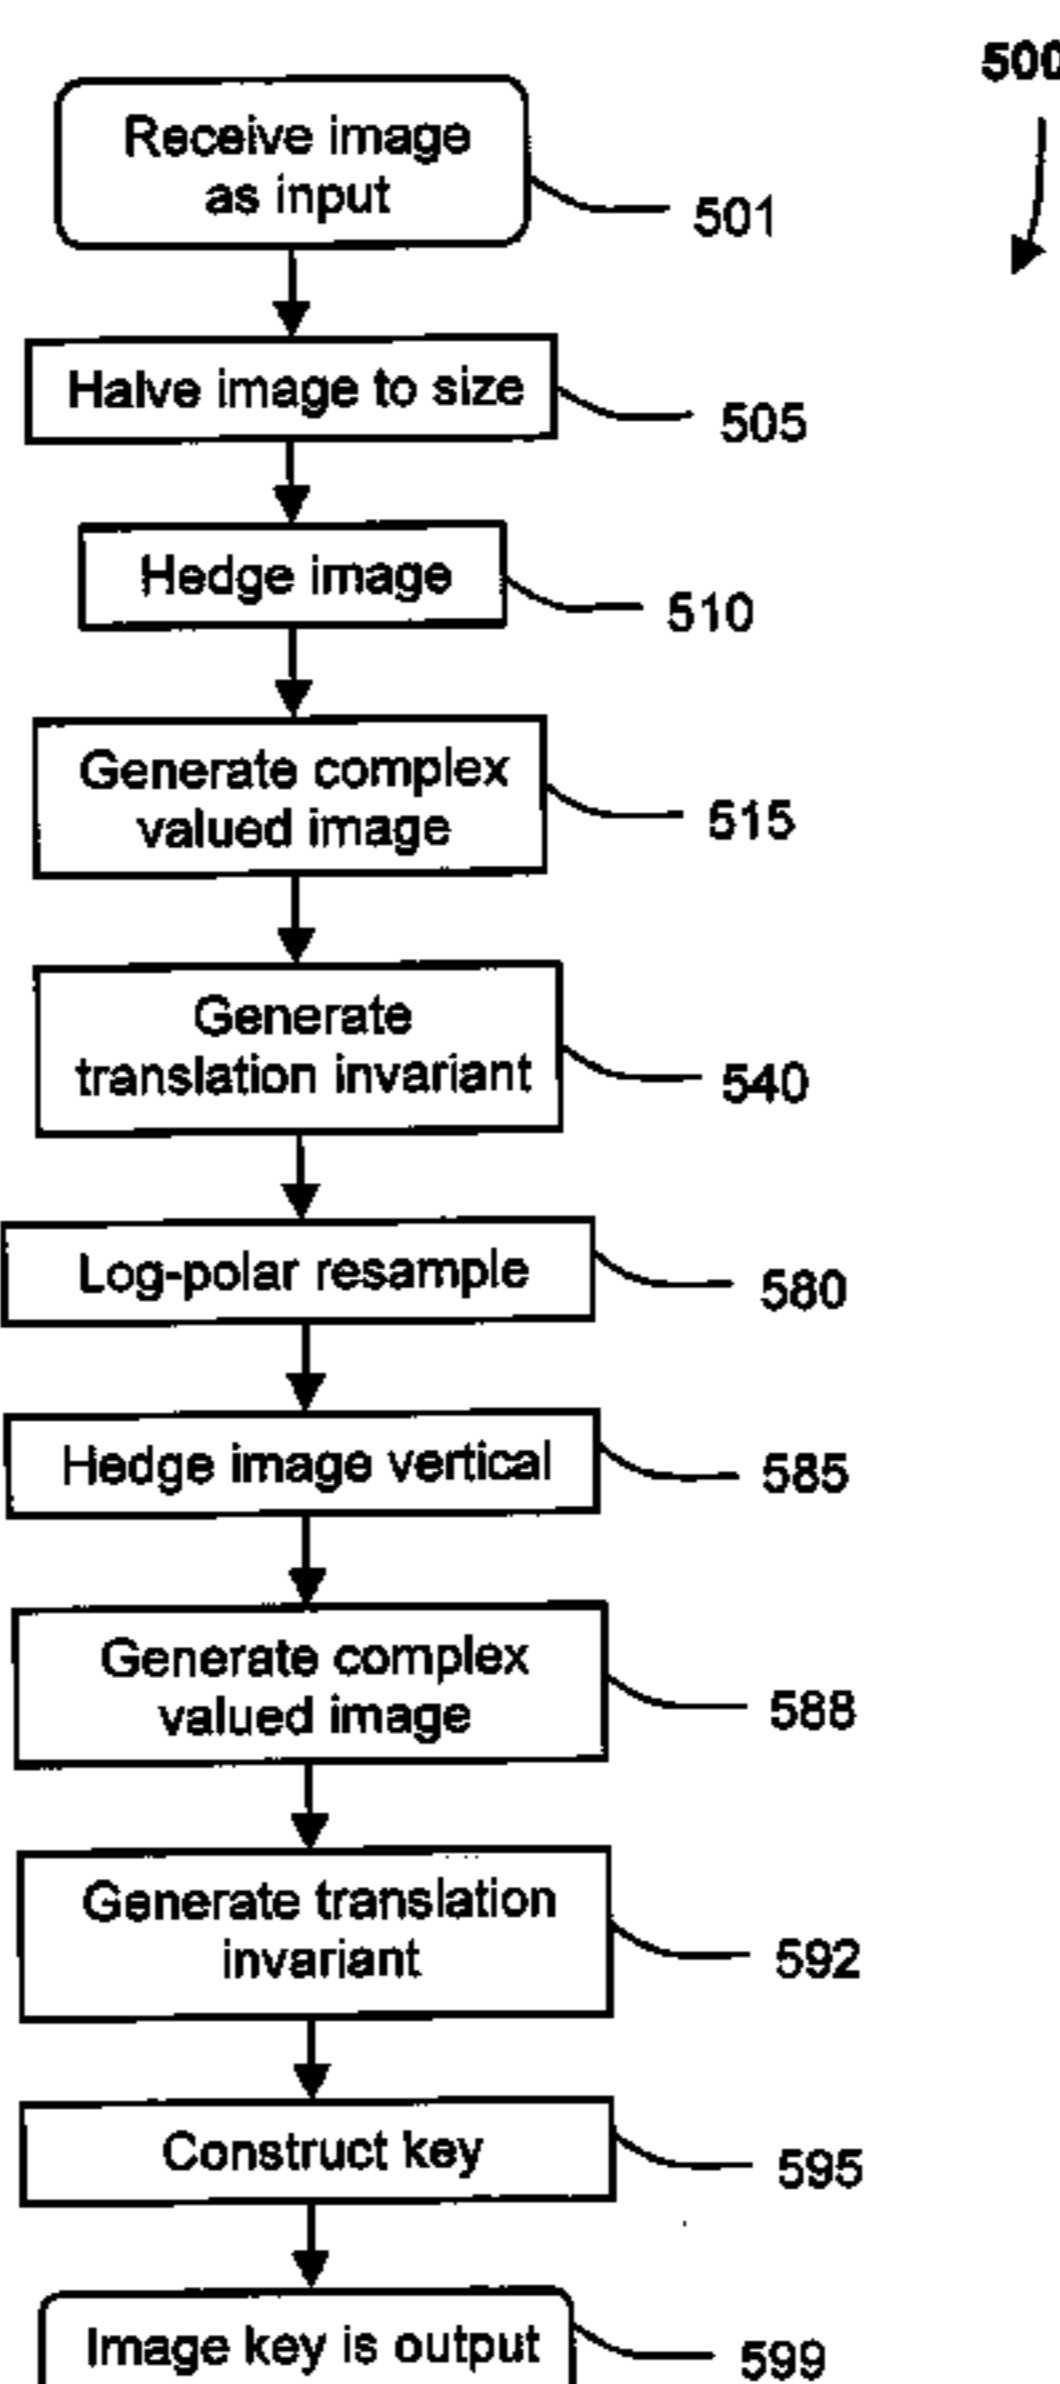 500
Receive image
as input
501
Halve image to size
505
Hedge image
510
Generate complex
valued image
515
Generate
translation invariant
540
Log-polar resample
580
Hedge image vertical
585
Generate complex
valued image
588
Generate translation
invariant
592
Construct key
595
Image key is output
599